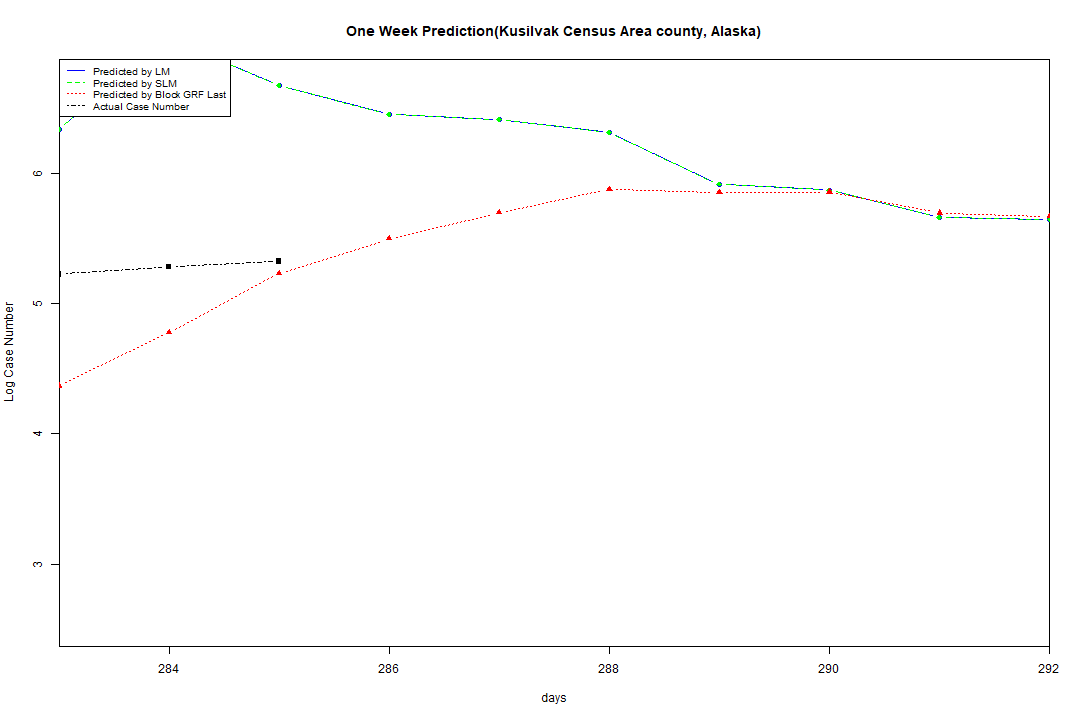 One Week Prediction(Kusilvak Census Area county, Alaska)
Predicted by LM
Predicted by SLM
Predicted by Block GRF Last
Actual Case Number
6
5
4
3
Log Case Number
284 286 288 290 292
days